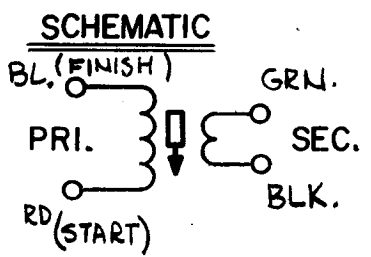 SCHEMATIC
BL. (FINISH)
GRN.
PRI.
SEC.
BLK.
RD (START)